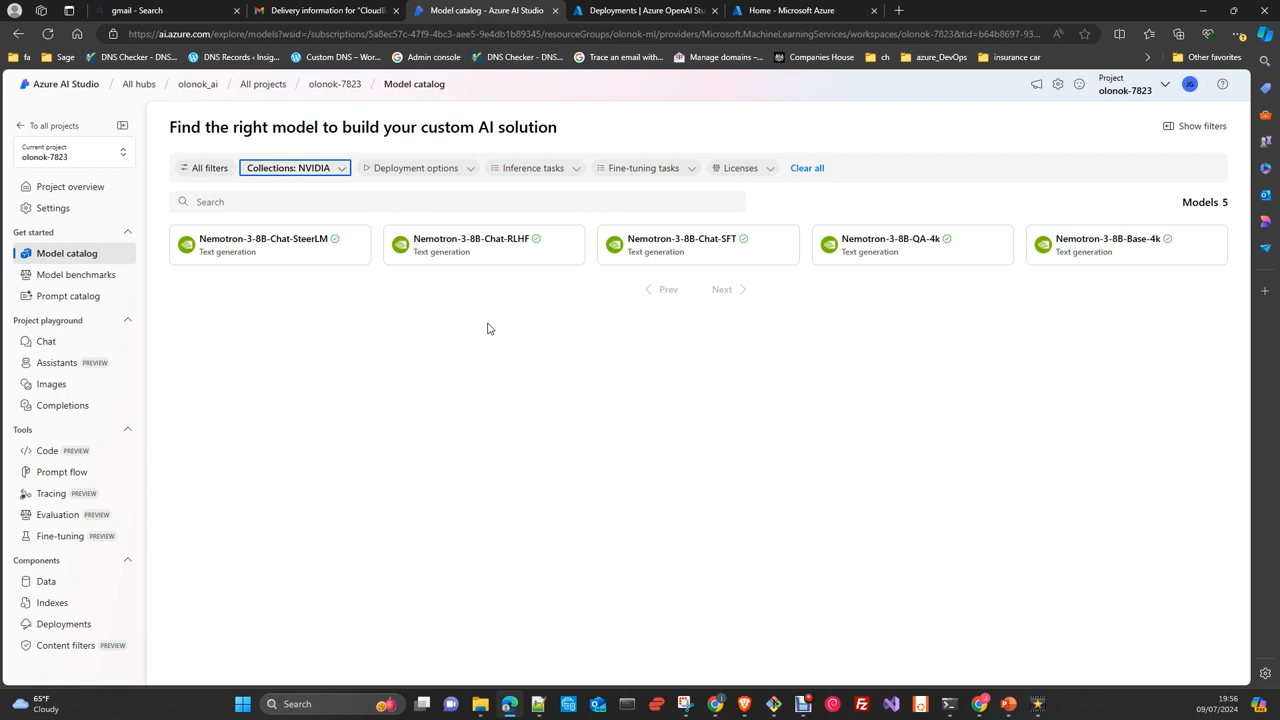 gmail - Search
Delivery information for "CloudB
Model catalog - Azure AI Studio
Deployments | Azure OpenAI Stu
Home - Microsoft Azure
https://ai.azure.com/explore/models?wsid=/subscriptions/5a8ec57c-47f9-4bc3-aee5-9e4db1b89345/resourceGroups/olonok-ml/providers/Microsoft.MachineLearningServices/workspaces/olonok-7823&tid=b64b8697-93...
fa
Sage
DNS Checker - DNS...
DNS Records ‹ Insig...
Custom DNS – Wor...
Admin console
DNS Checker - DNS...
Trace an email with...
Manage domains –...
Companies House
ch
azure_DevOps
insurance car
Other favorites
Azure AI Studio / All hubs / olonok_ai / All projects / olonok-7823 / Model catalog
Project
olonok-7823
JG
To all projects
Current project
olonok-7823
Project overview
Settings
Get started
Model catalog
Model benchmarks
Prompt catalog
Project playground
Chat
Assistants PREVIEW
Images
Completions
Tools
Code PREVIEW
Prompt flow
Tracing PREVIEW
Evaluation PREVIEW
Fine-tuning PREVIEW
Components
Data
Indexes
Deployments
Content filters PREVIEW
Find the right model to build your custom AI solution
Show filters
All filters
Collections: NVIDIA
Deployment options
Inference tasks
Fine-tuning tasks
Licenses
Clear all
Search
Models 5
Nemotron-3-8B-Chat-SteerLM
Text generation
Nemotron-3-8B-Chat-RLHF
Text generation
Nemotron-3-8B-Chat-SFT
Text generation
Nemotron-3-8B-QA-4k
Text generation
Nemotron-3-8B-Base-4k
Text generation
Prev
Next
65°F
Cloudy
Search
19:56
09/07/2024